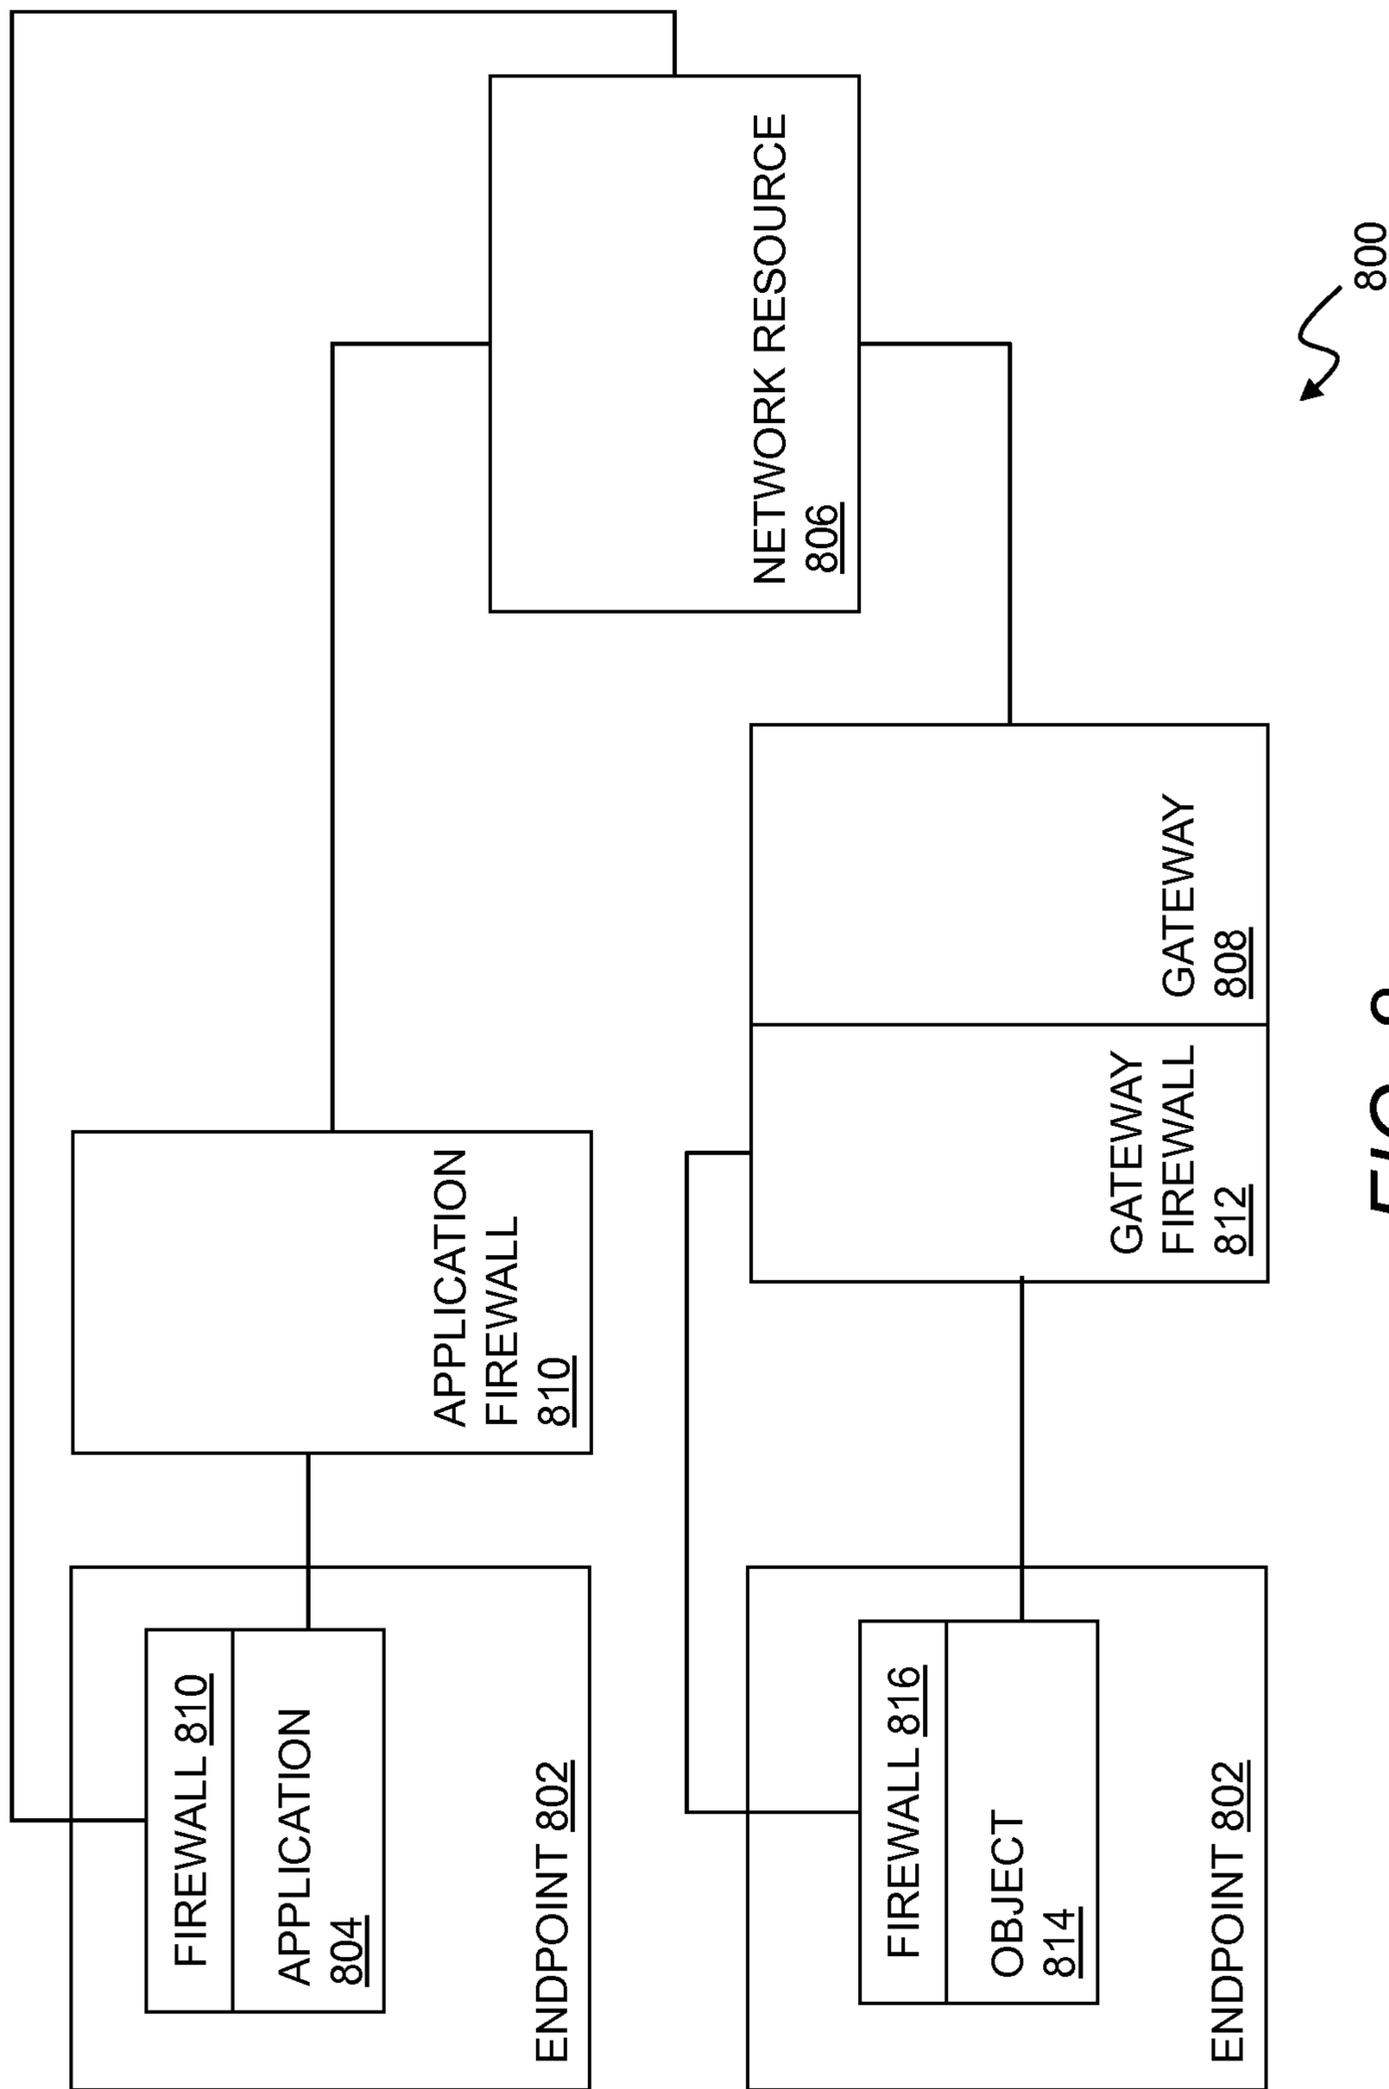 FIREWALL 810
APPLICATION
804
ENDPOINT 802
APPLICATION
FIREWALL
810
NETWORK RESOURCE
806
FIREWALL 816
OBJECT
814
ENDPOINT 802
GATEWAY
FIREWALL
812
GATEWAY
808
800
FIG.